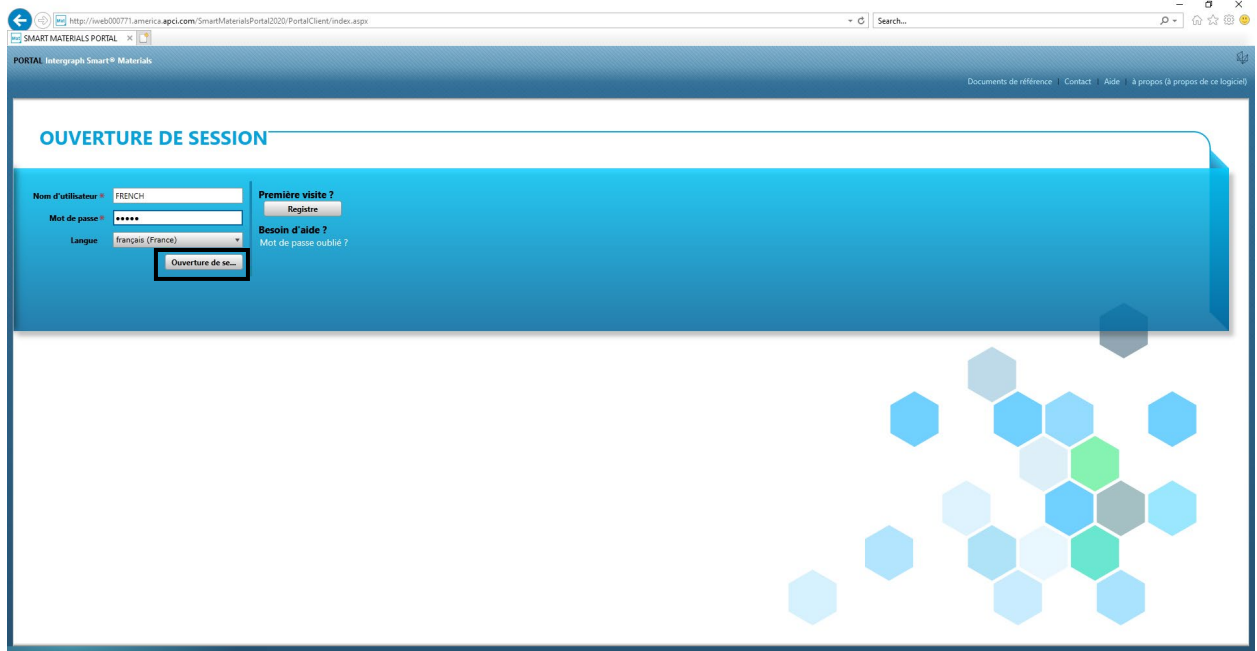 http://iweb000771.america.apci.com/SmartMaterialsPortal2020/PortalClient/index.aspx
Search...
SMART MATERIALS PORTAL
PORTAL Intergraph Smart® Materials
Documents de référence | Contact | Aide | à propos (à propos de ce logiciel)
OUVERTURE DE SESSION
Nom d'utilisateur * FRENCH
Mot de passe * •••••
Langue français (France)
Ouverture de se...
Première visite ?
Registre
Besoin d'aide ?
Mot de passe oublié ?